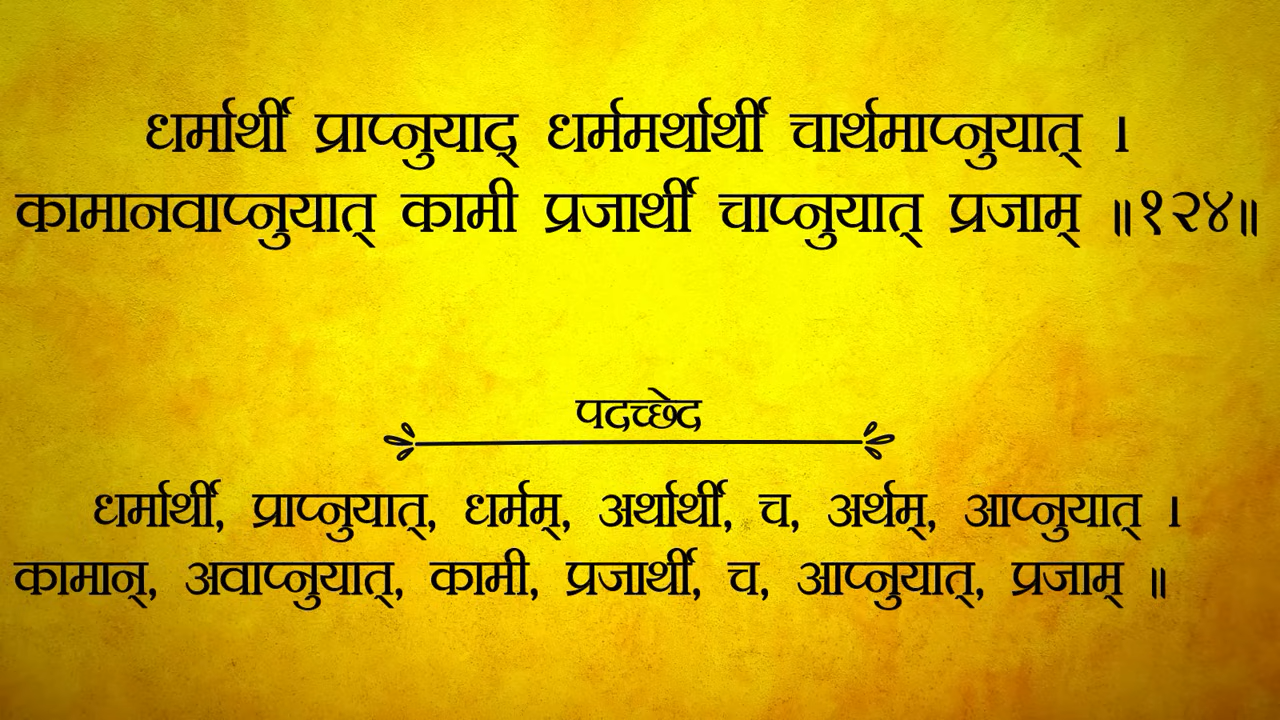 धर्मार्थी प्राप्नुयाद् धर्ममर्थार्थी चार्थमाप्नुयात् ।
कामानवाप्नुयात् कामी प्रजार्थी चाप्नुयात् प्रजाम् ॥१२४॥
पदच्छेद
धर्मार्थी, प्राप्नुयात्, धर्मम्, अर्थार्थी, च, अर्थम्, आप्नुयात् ।
कामान्, अवाप्नुयात्, कामी, प्रजार्थी, च, आप्नुयात्, प्रजाम् ॥